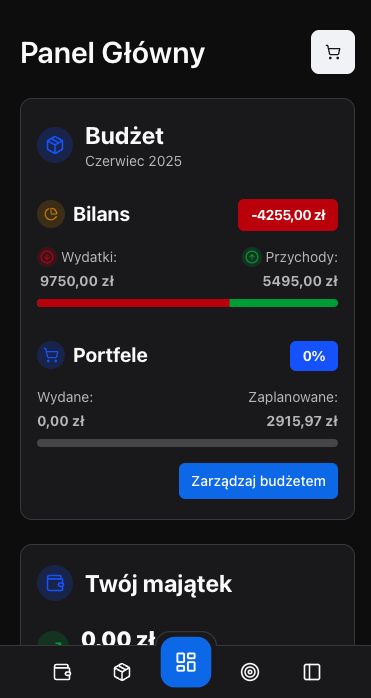 Panel Główny
Budżet
Czerwiec 2025
Bilans
-4255,00 zł
Wydatki: Przychody:
9750,00 zł 5495,00 zł
Portfele
0%
Wydane: Zaplanowane:
0,00 zł 2915,97 zł
Zarządzaj budżetem
Twój majątek
0,00 zł